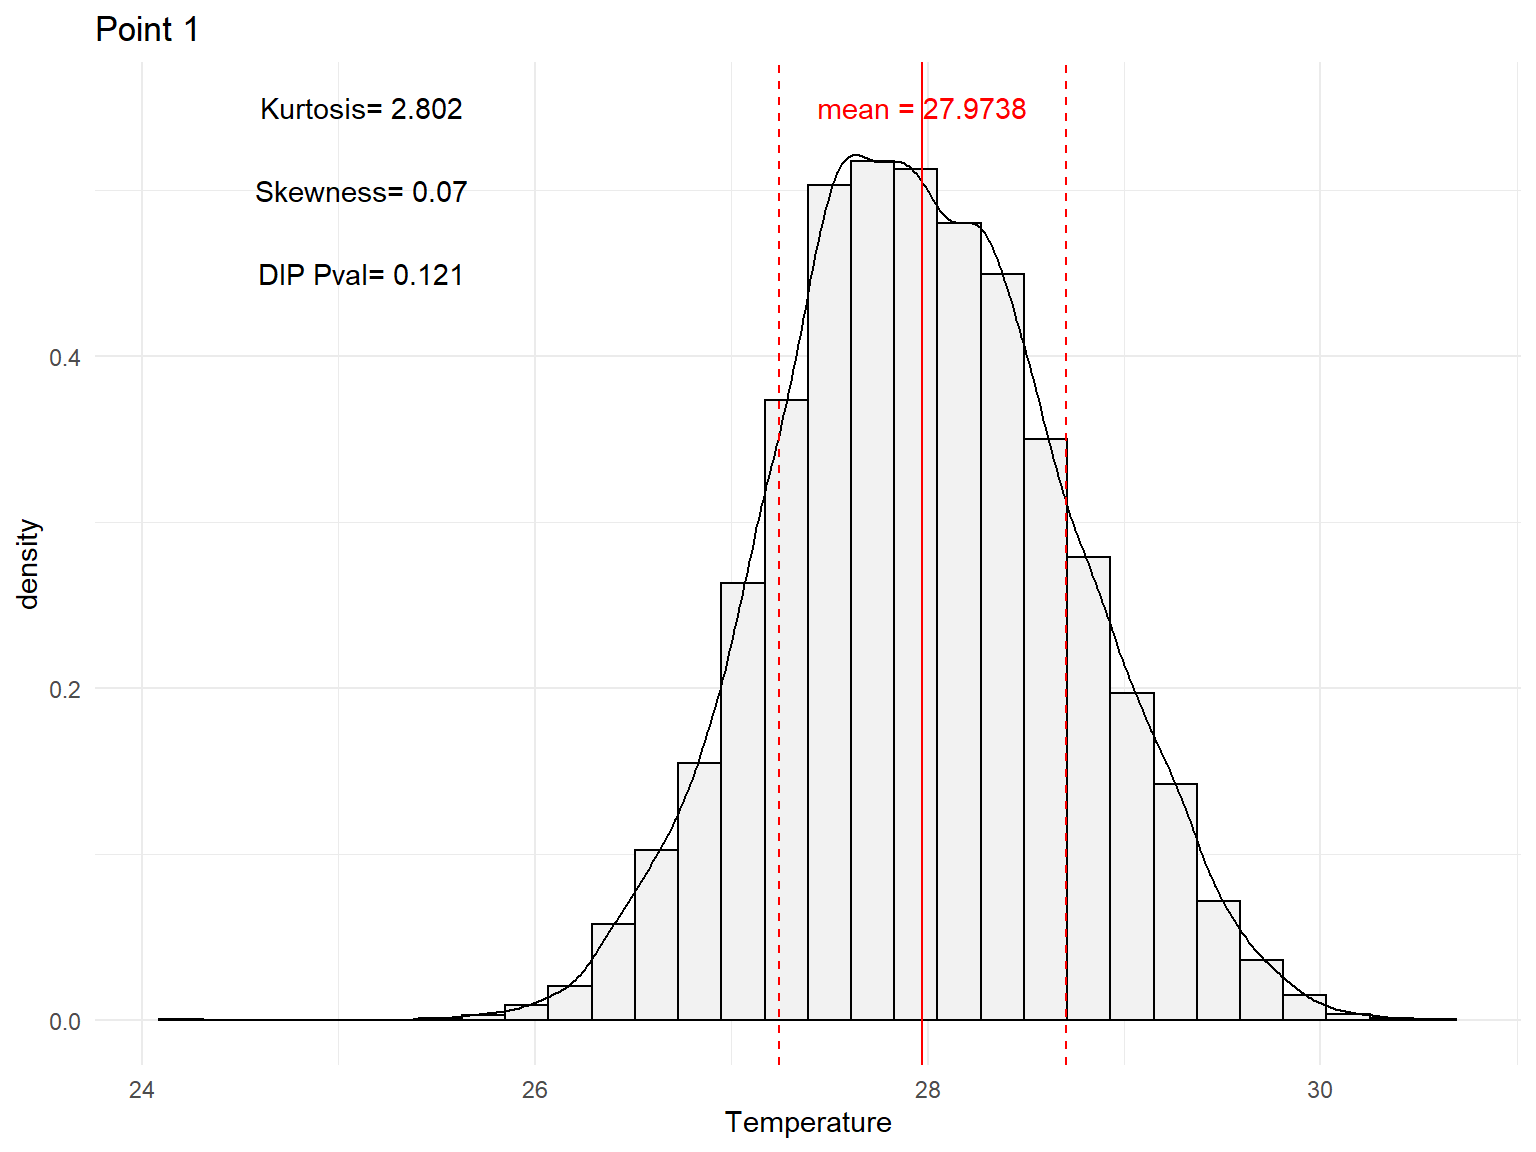 Point 1
Kurtosis= 2.802
mean = 27.9738
Skewness= 0.07
DIP Pval= 0.121
0.4
0.2
0.0
density
24
26
28
30
Temperature